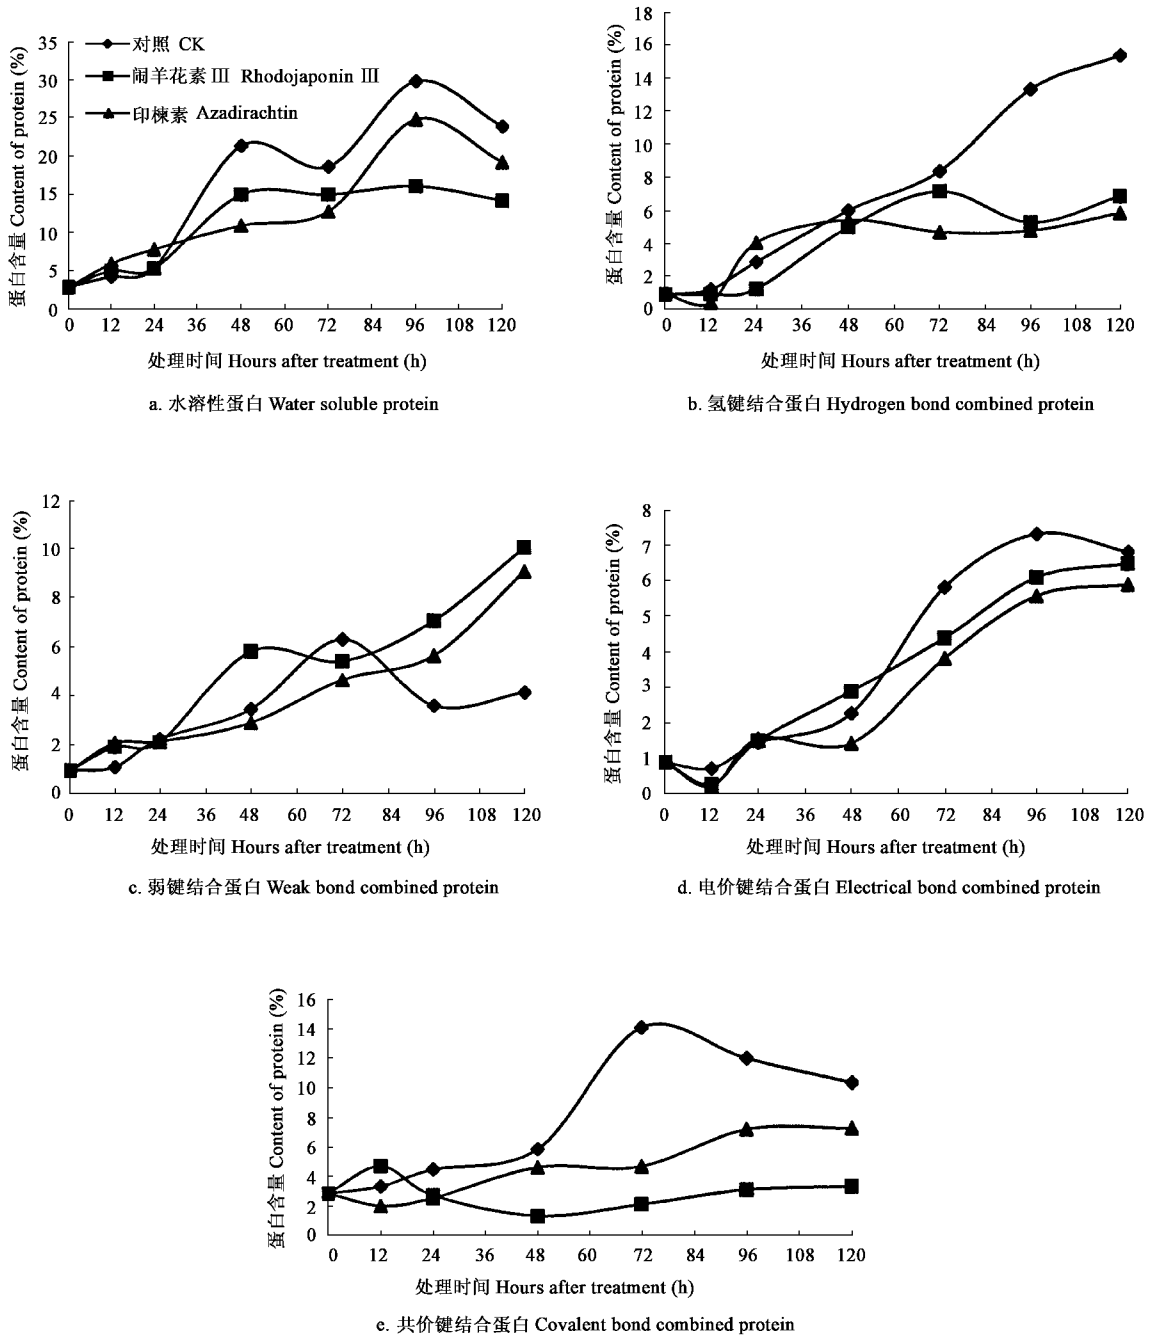 35
30
25
20
15
10
5
0
蛋白含量 Content of protein (%)
对照 CK
闹羊花素Ⅲ Rhodojaponin Ⅲ
印楝素 Azadirachtin
0 12 24 36 48 60 72 84 96 108 120
处理时间 Hours after treatment (h)
a. 水溶性蛋白 Water soluble protein
18
16
14
12
10
8
6
4
2
0
蛋白含量 Content of protein (%)
0 12 24 36 48 60 72 84 96 108 120
处理时间 Hours after treatment (h)
b. 氢键结合蛋白 Hydrogen bond combined protein
12
10
8
6
4
2
0
蛋白含量 Content of protein (%)
0 12 24 36 48 60 72 84 96 108 120
处理时间 Hours after treatment (h)
c. 弱键结合蛋白 Weak bond combined protein
8
7
6
5
4
3
2
1
0
蛋白含量 Content of protein (%)
0 12 24 36 48 60 72 84 96 108 120
处理时间 Hours after treatment (h)
d. 电价键结合蛋白 Electrical bond combined protein
16
14
12
10
8
6
4
2
0
蛋白含量 Content of protein (%)
0 12 24 36 48 60 72 84 96 108 120
处理时间 Hours after treatment (h)
e. 共价键结合蛋白 Covalent bond combined protein